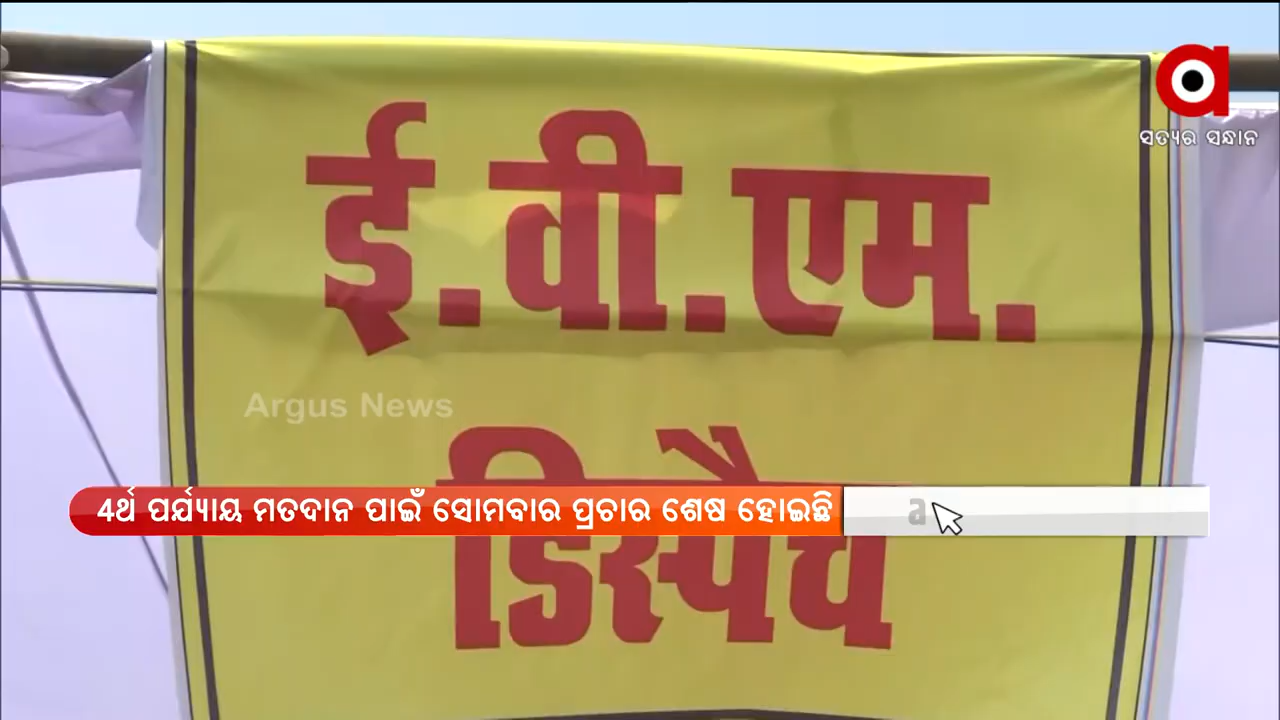 ସତ୍ୟର ସନ୍ଧାନ
ई.वी.एम.
Argus News
डिस्पैच
4ର୍ଥ ପର୍ଯ୍ୟାୟ ମତଦାନ ପାଇଁ ସୋମବାର ପ୍ରଚାର ଶେଷ ହୋଇଛି
a